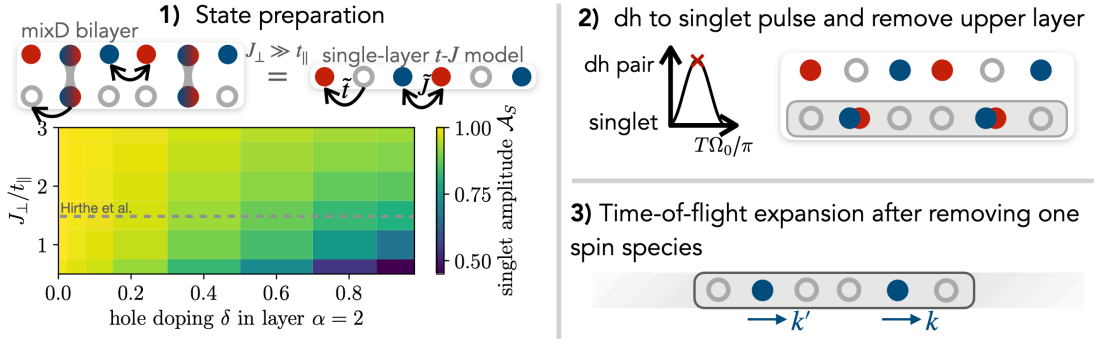 1) State preparation
mixD bilayer
J⊥ ≫ t∥
=
single-layer t-J model
t̃
J̃
3
2
1
J⊥/t∥
Hirthe et al.
0.0 0.2 0.4 0.6 0.8
hole doping δ in layer α = 2
1.00
0.75
0.50
singlet amplitude 𝒜_S
2) dh to singlet pulse and remove upper layer
dh pair
singlet
TΩ₀/π
3) Time-of-flight expansion after removing one
spin species
k′
k